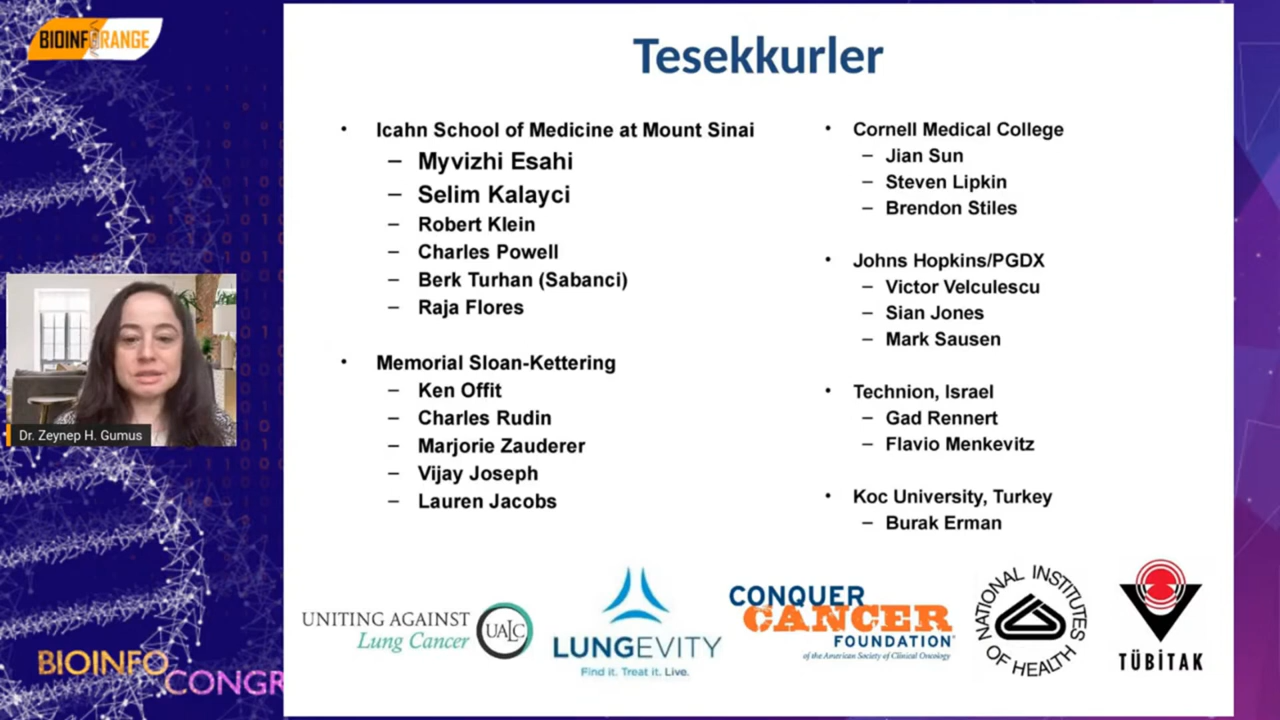 BIOINFORANGE
Tesekkurler
• Icahn School of Medicine at Mount Sinai
– Myvizhi Esahi
– Selim Kalayci
– Robert Klein
– Charles Powell
– Berk Turhan (Sabanci)
– Raja Flores
• Memorial Sloan-Kettering
– Ken Offit
– Charles Rudin
– Marjorie Zauderer
– Vijay Joseph
– Lauren Jacobs
• Cornell Medical College
– Jian Sun
– Steven Lipkin
– Brendon Stiles
• Johns Hopkins/PGDX
– Victor Velculescu
– Sian Jones
– Mark Sausen
• Technion, Israel
– Gad Rennert
– Flavio Menkevitz
• Koc University, Turkey
– Burak Erman
Dr. Zeynep H. Gumus
UNITING AGAINST
Lung Cancer
UALC
LUNGEVITY
Find it. Treat it. Live.
CONQUER
CANCER
FOUNDATION
of the American Society of Clinical Oncology
NATIONAL INSTITUTES
OF HEALTH
TÜBİTAK
BIOINFO
CONGR